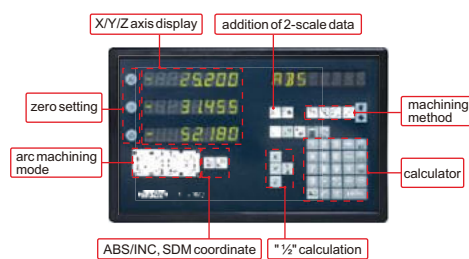 X/Y/Z axis display
addition of 2-scale data
25.200
ABS
31.455
zero setting
52.180
machining
method
arc machining
mode
calculator
ABS/INC, SDM coordinate
"½" calculation